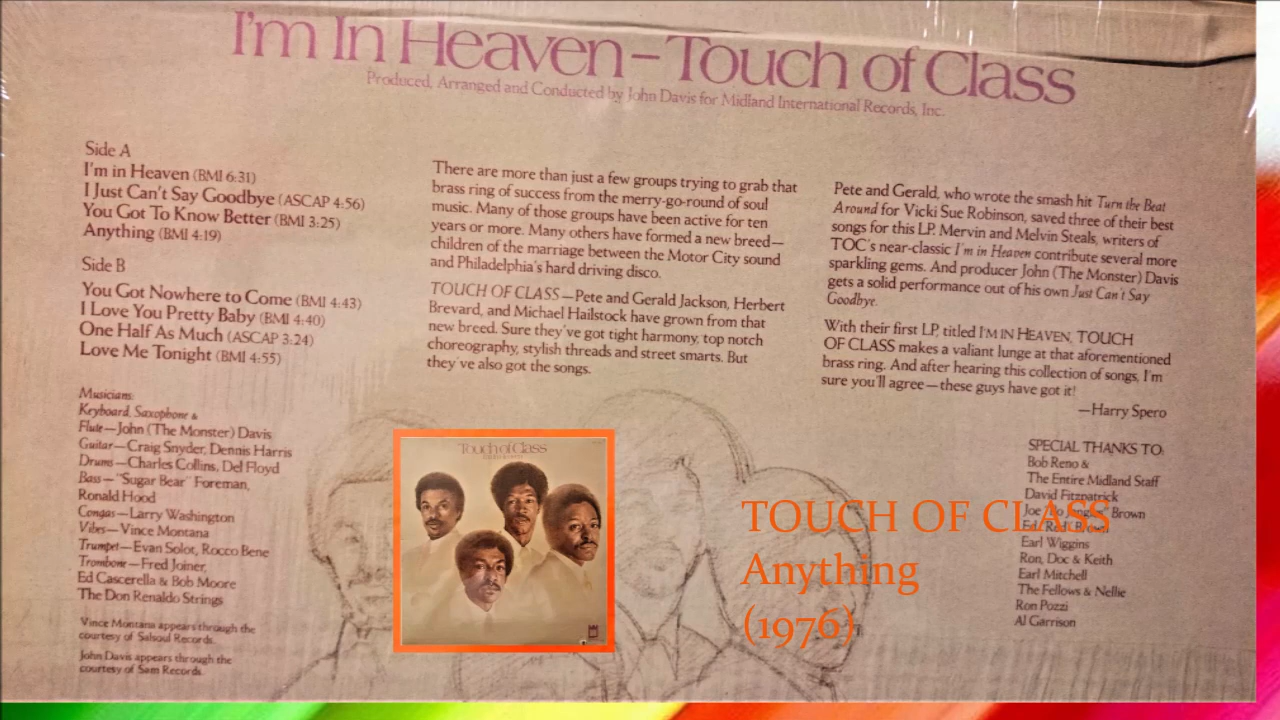 I'm In Heaven – Touch of Class
Produced, Arranged and Conducted by John Davis for Midland International Records, Inc.
Side A
I'm in Heaven (BMI 6:31)
I Just Can't Say Goodbye (ASCAP 4:56)
You Got To Know Better (BMI 3:25)
Anything (BMI 4:19)
Side B
You Got Nowhere to Come (BMI 4:43)
I Love You Pretty Baby (BMI 4:40)
One Half As Much (ASCAP 3:24)
Love Me Tonight (BMI 4:55)
Musicians:
Keyboard, Saxophone &
Flute—John (The Monster) Davis
Guitar—Craig Snyder, Dennis Harris
Drums—Charles Collins, Del Floyd
Bass—"Sugar Bear" Foreman,
Ronald Hood
Congas—Larry Washington
Vibes—Vince Montana
Trumpet—Evan Solot, Rocco Bene
Trombone—Fred Joiner,
Ed Cascerella & Bob Moore
The Don Renaldo Strings
Vince Montana appears through the
courtesy of Salsoul Records.
John Davis appears through the
courtesy of Sam Records.
There are more than just a few groups trying to grab that
brass ring of success from the merry-go-round of soul
music. Many of those groups have been active for ten
years or more. Many others have formed a new breed—
children of the marriage between the Motor City sound
and Philadelphia's hard driving disco.
TOUCH OF CLASS—Pete and Gerald Jackson, Herbert
Brevard, and Michael Hailstock have grown from that
new breed. Sure they've got tight harmony, top notch
choreography, stylish threads and street smarts. But
they've also got the songs.
Pete and Gerald, who wrote the smash hit Turn the Beat
Around for Vicki Sue Robinson, saved three of their best
songs for this LP. Mervin and Melvin Steals, writers of
TOC's near-classic I'm in Heaven contribute several more
sparkling gems. And producer John (The Monster) Davis
gets a solid performance out of his own Just Can't Say
Goodbye.
With their first LP, titled I'M IN HEAVEN, TOUCH
OF CLASS makes a valiant lunge at that aforementioned
brass ring. And after hearing this collection of songs, I'm
sure you'll agree—these guys have got it!
—Harry Spero
SPECIAL THANKS TO:
Bob Reno &
The Entire Midland Staff
David Fitzpatrick
Joe Brown
Ed
Earl Wiggins
Ron, Doc & Keith
Earl Mitchell
The Fellows & Nellie
Ron Pozzi
Al Garrison
Touch of Class
TOUCH OF CLASS
Anything
(1976)